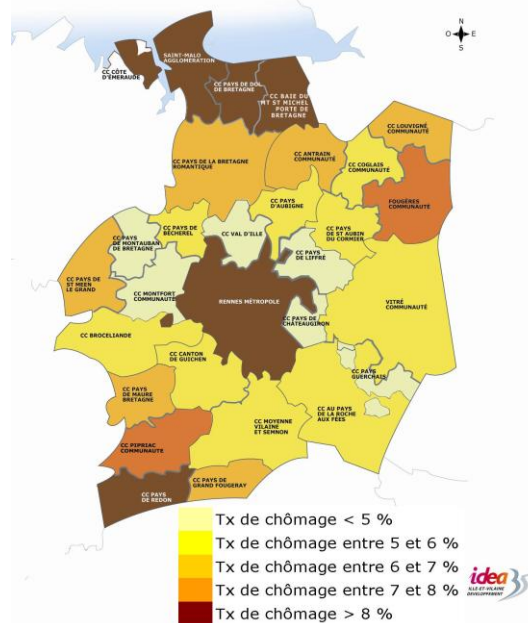 N
O E
S
SAINT-MALO
AGGLOMÉRATION
CC CÔTE
D'ÉMERAUDE
CC PAYS DE DOL
DE BRETAGNE
CC BAIE DU
MT ST MICHEL
PORTE DE
BRETAGNE
CC LOUVIGNÉ
COMMUNAUTÉ
CC ANTRAIN
COMMUNAUTÉ
CC PAYS DE LA BRETAGNE
ROMANTIQUE
CC COGLAIS
COMMUNAUTÉ
FOUGÈRES
COMMUNAUTÉ
CC PAYS
D'AUBIGNE
CC PAYS DE
BÉCHEREL
CC VAL D'ILLE
CC PAYS
DE ST AUBIN
DU CORMIER
CC PAYS
DE MONTAUBAN
DE BRETAGNE
CC PAYS
DE LIFFRÉ
CC PAYS DE
ST MEEN
LE GRAND
CC MONTFORT
COMMUNAUTÉ
RENNES MÉTROPOLE
VITRÉ
COMMUNAUTÉ
CC PAYS DE
CHÂTEAUGIRON
CC BROCELIANDE
CC CANTON
DE GUICHEN
CC PAYS
GUERCHAIS
CC PAYS
DE MAURE
BRETAGNE
CC AU PAYS
DE LA ROCHE
AUX FÉES
CC MOYENNE
VILAINE
ET SEMNON
CC PIPRIAC
COMMUNAUTÉ
CC PAYS DE
GRAND FOUGERAY
CC PAYS
DE REDON
Tx de chômage < 5 %
Tx de chômage entre 5 et 6 %
Tx de chômage entre 6 et 7 %
Tx de chômage entre 7 et 8 %
Tx de chômage > 8 %
idea 35
ILLE-ET-VILAINE
DEVELOPPEMENT